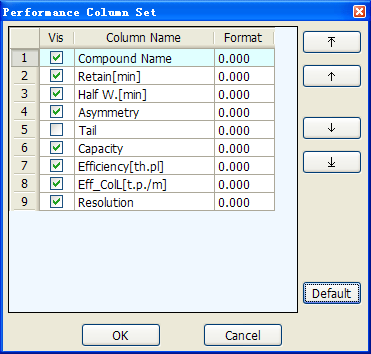 Performance Column Set
Vis Column Name Format
1 Compound Name 0.000
2 Retain[min] 0.000
3 Half W.[min] 0.000
4 Asymmetry 0.000
5 Tail 0.000
6 Capacity 0.000
7 Efficiency[th.pl] 0.000
8 Eff_ColL[t.p./m] 0.000
9 Resolution 0.000
Default
OK Cancel